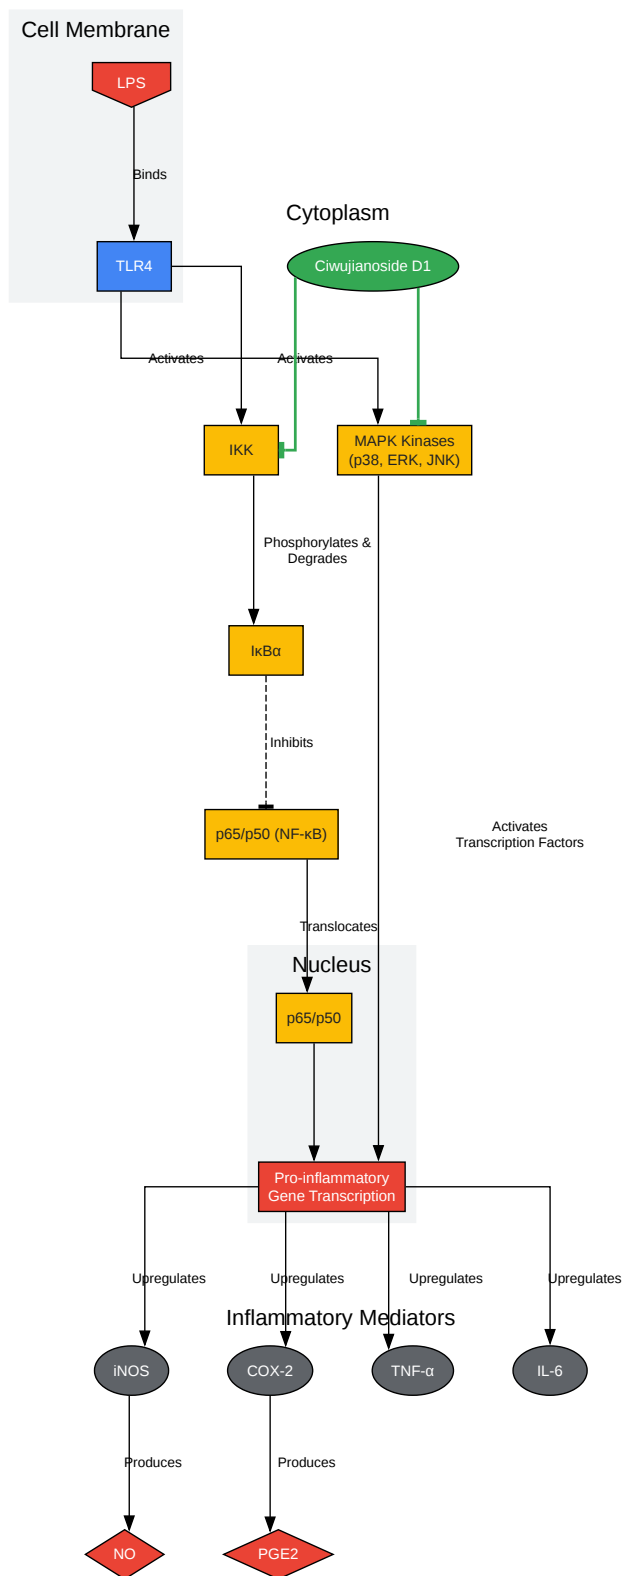 Cell Membrane
LPS
Binds
Cytoplasm
TLR4
Ciwujianoside D1
Activates
Activates
IKK
MAPK Kinases
(p38, ERK, JNK)
Phosphorylates &
Degrades
IκBα
Inhibits
p65/p50 (NF-κB)
Activates
Transcription Factors
Translocates
Nucleus
p65/p50
Pro-inflammatory
Gene Transcription
Upregulates
Upregulates
Upregulates
Upregulates
Inflammatory Mediators
iNOS
COX-2
TNF-α
IL-6
Produces
Produces
NO
PGE2